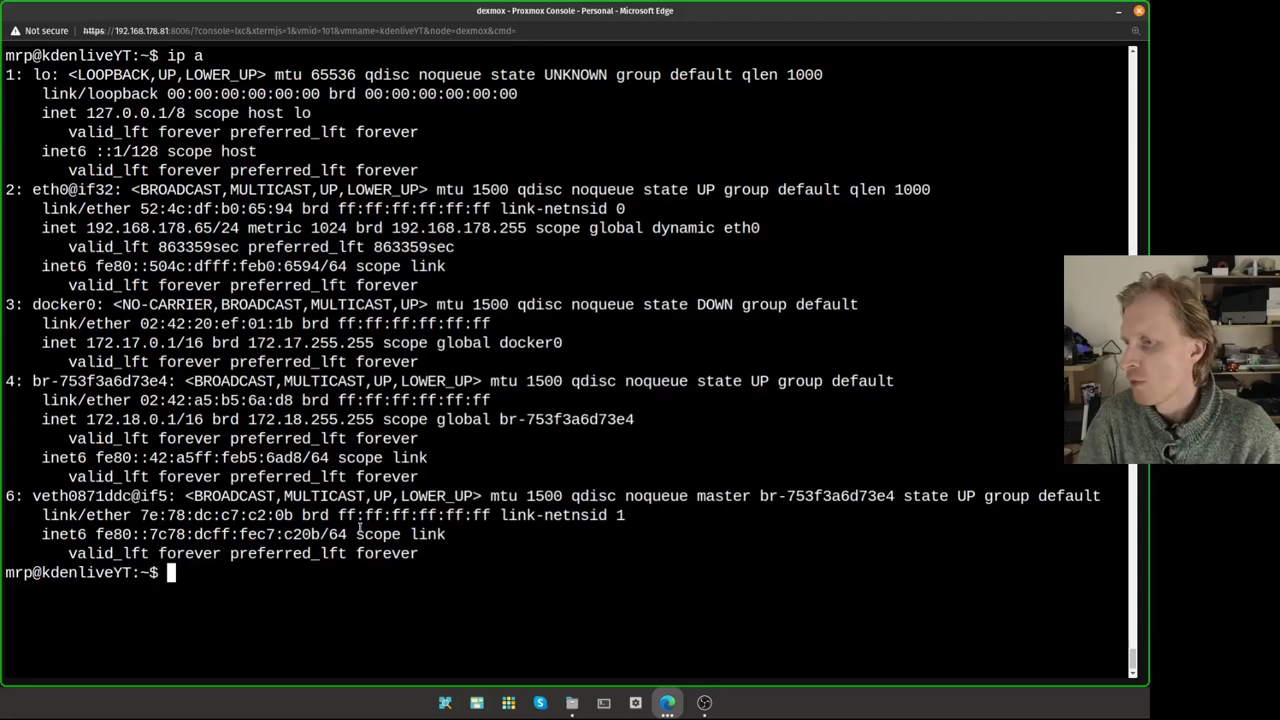 dexmox - Proxmox Console - Personal - Microsoft Edge
Not secure https://192.168.178.81:8006/?console=lxc&xtermjs=1&vmid=101&vmname=kdenliveYT&node=dexmox&cmd=
mrp@kdenliveYT:~$ ip a
1: lo: <LOOPBACK,UP,LOWER_UP> mtu 65536 qdisc noqueue state UNKNOWN group default qlen 1000
link/loopback 00:00:00:00:00:00 brd 00:00:00:00:00:00
inet 127.0.0.1/8 scope host lo
valid_lft forever preferred_lft forever
inet6 ::1/128 scope host
valid_lft forever preferred_lft forever
2: eth0@if32: <BROADCAST,MULTICAST,UP,LOWER_UP> mtu 1500 qdisc noqueue state UP group default qlen 1000
link/ether 52:4c:df:b0:65:94 brd ff:ff:ff:ff:ff:ff link-netnsid 0
inet 192.168.178.65/24 metric 1024 brd 192.168.178.255 scope global dynamic eth0
valid_lft 863359sec preferred_lft 863359sec
inet6 fe80::504c:dfff:feb0:6594/64 scope link
valid_lft forever preferred_lft forever
3: docker0: <NO-CARRIER,BROADCAST,MULTICAST,UP> mtu 1500 qdisc noqueue state DOWN group default
link/ether 02:42:20:ef:01:1b brd ff:ff:ff:ff:ff:ff
inet 172.17.0.1/16 brd 172.17.255.255 scope global docker0
valid_lft forever preferred_lft forever
4: br-753f3a6d73e4: <BROADCAST,MULTICAST,UP,LOWER_UP> mtu 1500 qdisc noqueue state UP group default
link/ether 02:42:a5:b5:6a:d8 brd ff:ff:ff:ff:ff:ff
inet 172.18.0.1/16 brd 172.18.255.255 scope global br-753f3a6d73e4
valid_lft forever preferred_lft forever
inet6 fe80::42:a5ff:feb5:6ad8/64 scope link
valid_lft forever preferred_lft forever
6: veth0871ddc@if5: <BROADCAST,MULTICAST,UP,LOWER_UP> mtu 1500 qdisc noqueue master br-753f3a6d73e4 state UP group default
link/ether 7e:78:dc:c7:c2:0b brd ff:ff:ff:ff:ff:ff link-netnsid 1
inet6 fe80::7c78:dcff:fec7:c20b/64 scope link
valid_lft forever preferred_lft forever
mrp@kdenliveYT:~$